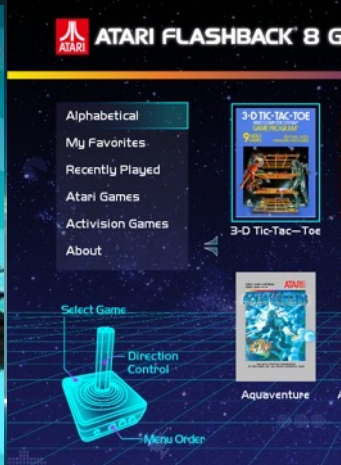 ATARI
ATARI FLASHBACK 8 G
Alphabetical
My Favorites
Recently Played
Atari Games
Activision Games
About
3-D TIC-TAC-TOE
GAME PROGRAM
3-D Tic-Tac—Toe
Select Game
Direction
Control
Menu Order
ATARI
Aquaventure